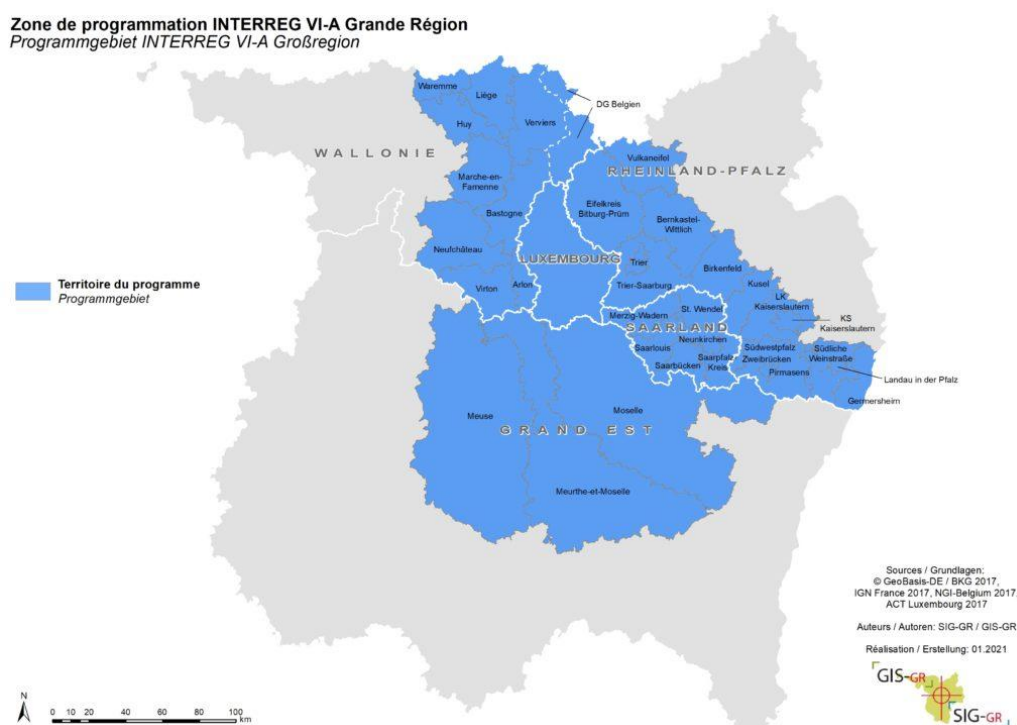 Zone de programmation INTERREG VI-A Grande Région
Programmgebiet INTERREG VI-A Großregion
Waremme
Liège
DG Belgien
Huy
Verviers
WALLONIE
Vulkaneifel
RHEINLAND-PFALZ
Marche-en-
Famenne
Eifelkreis
Bitburg-Prüm
Bastogne
Bernkastel-
Wittlich
Neufchâteau
LUXEMBOURG
Trier
Birkenfeld
Territoire du programme
Programmgebiet
Virton
Arlon
Trier-Saarburg
Kusel
LK
Kaiserslautern
St. Wendel
Merzig-Wadern
KS
Kaiserslautern
SAARLAND
Neunkirchen
Saarlouis
Saarpfalz
Kreis
Saarbücken
Südwestpfalz
Zweibrücken
Pirmasens
Südliche
Weinstraße
Landau in der Pfalz
Germersheim
Meuse
Moselle
GRAND EST
Meurthe-et-Moselle
Sources / Grundlagen:
© GeoBasis-DE / BKG 2017,
IGN France 2017, NGI-Belgium 2017,
ACT Luxembourg 2017
Auteurs / Autoren: SIG-GR / GIS-GR
Réalisation / Erstellung: 01.2021
GIS-GR
SIG-GR
N
0 10 20 40 60 80 100
km